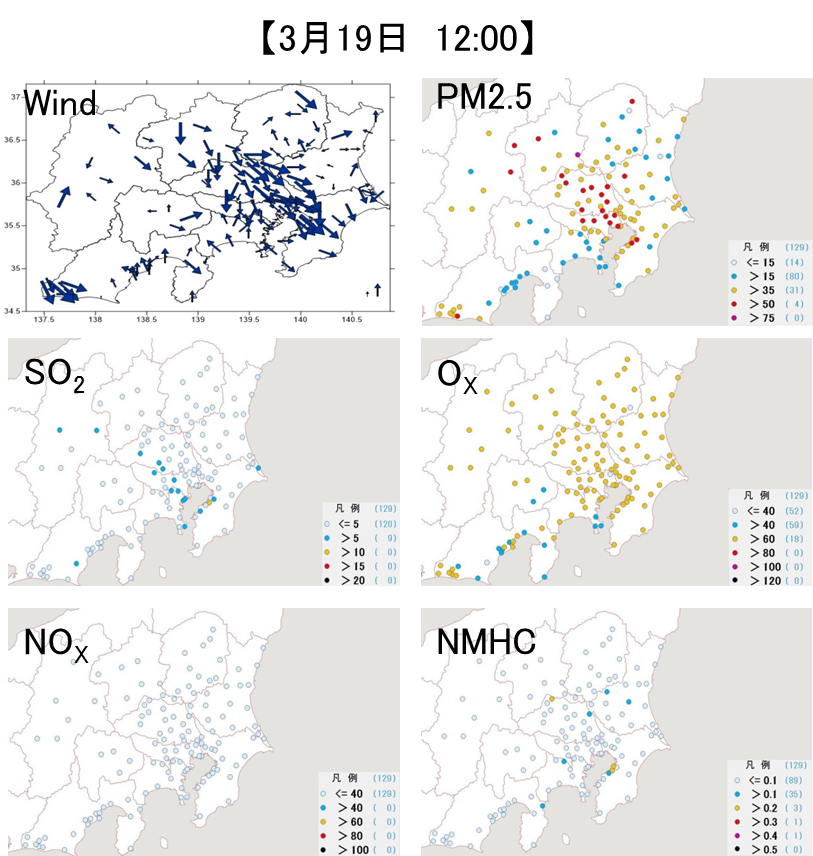 【3月19日 12:00】
Wind
37
36.5
36
35.5
35
34.5
137.5 138 138.5 139 139.5 140 140.5
PM2.5
凡 例 (129)
<= 15 (14)
> 15 (80)
> 35 (31)
> 50 ( 4)
> 75 ( 0)
SO2
凡 例 (129)
<= 5 (120)
> 5 ( 9)
> 10 ( 0)
> 15 ( 0)
> 20 ( 0)
OX
凡 例 (129)
<= 40 (52)
> 40 (59)
> 60 (18)
> 80 ( 0)
> 100 ( 0)
> 120 ( 0)
NOX
凡 例 (129)
<= 40 (129)
> 40 ( 0)
> 60 ( 0)
> 80 ( 0)
> 100 ( 0)
NMHC
凡 例 (129)
<= 0.1 (89)
> 0.1 (35)
> 0.2 ( 3)
> 0.3 ( 1)
> 0.4 ( 1)
> 0.5 ( 0)